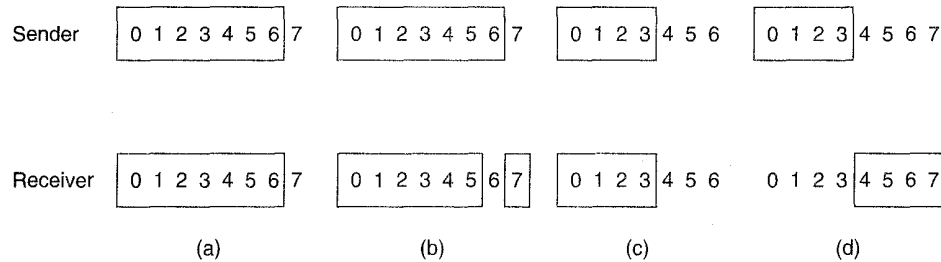 Sender 0 1 2 3 4 5 6 7 0 1 2 3 4 5 6 7 0 1 2 3 4 5 6 0 1 2 3 4 5 6 7
Receiver 0 1 2 3 4 5 6 7 0 1 2 3 4 5 6 7 0 1 2 3 4 5 6 0 1 2 3 4 5 6 7
(a) (b) (c) (d)